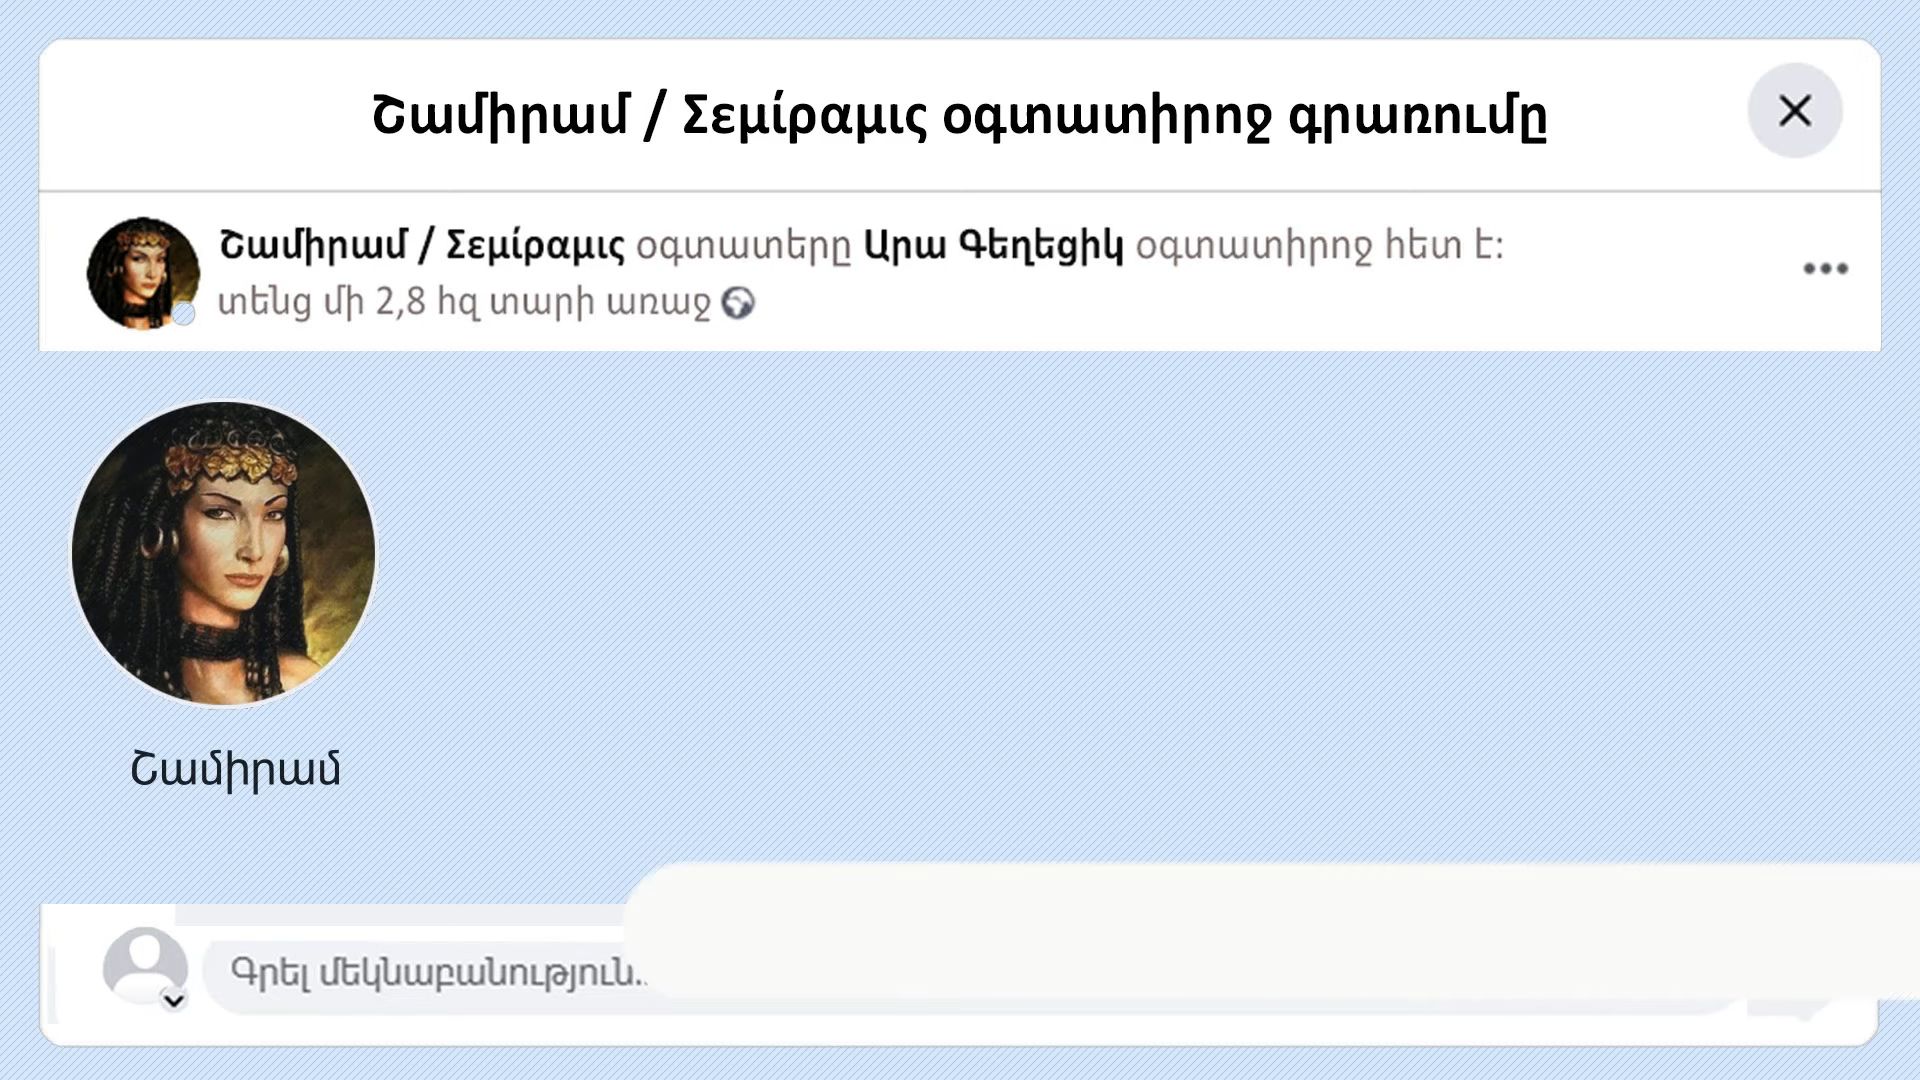 Շամիրամ / Σεμίραμις օգտատիրոջ գրառումը
Շամիրամ / Σεμίραμις օգտատերը Արա Գեղեցիկ օգտատիրոջ հետ է:
տենց մի 2,8 հզ տարի առաջ
Շամիրամ
Գրել մեկնաբանություն..